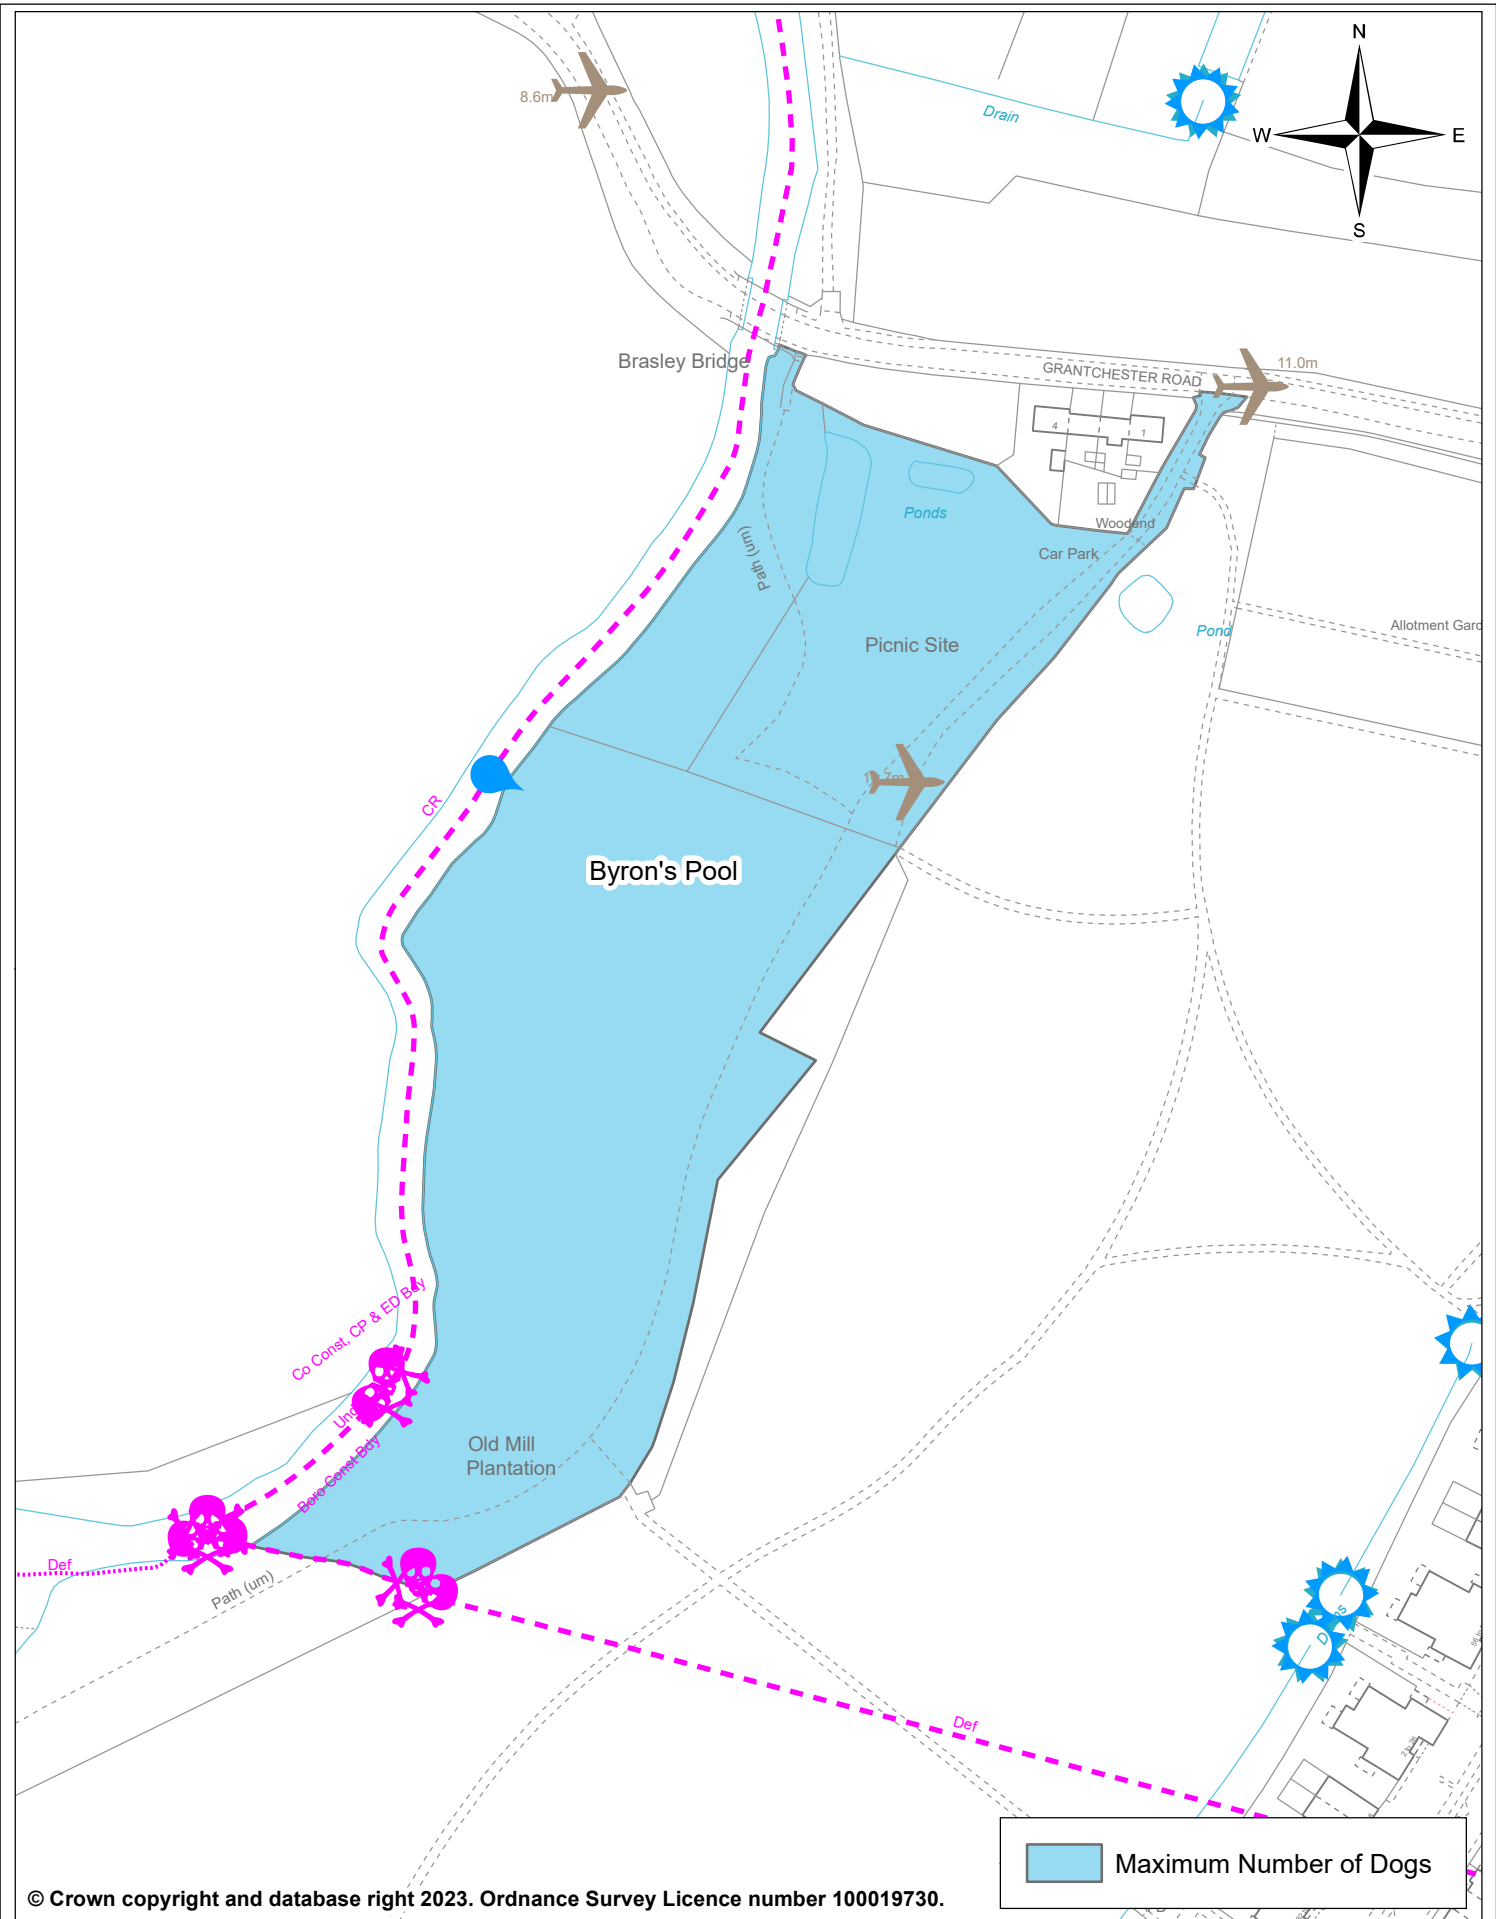 N
8.6m
Drain
W
E
S
Brasley Bridge
11.0m
GRANTCHESTER ROAD
4
1
Ponds
Woodend
Path (um)
Car Park
Allotment Gard
Pond
Picnic Site
CR
Byron's Pool
Co Const, CP & ED Bdy
Und
Boro Const Bdy
Old Mill
Plantation
Def
Path (um)
Def
Maximum Number of Dogs
© Crown copyright and database right 2023. Ordnance Survey Licence number 100019730.